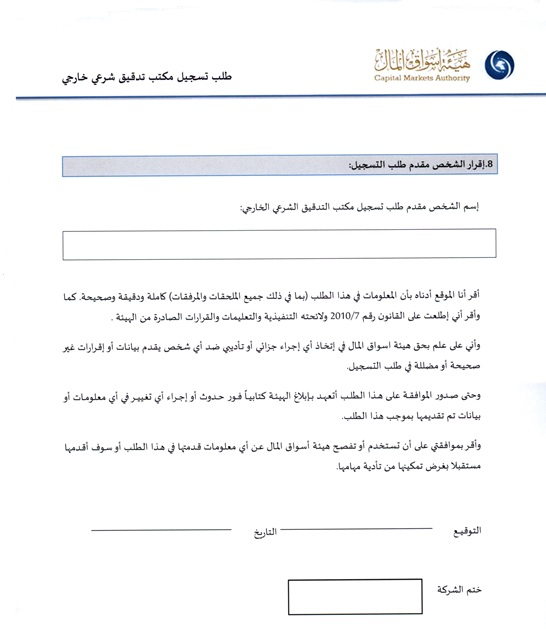 هيئة أسواق المال
Capital Markets Authority
طلب تسجيل مكتب تدقيق شرعي خارجي
8.إقرار الشخص مقدم طلب التسجيل:
إسم الشخص مقدم طلب تسجيل مكتب التدقيق الشرعي الخارجي:
أقر أنا الموقع أدناه بأن المعلومات في هذا الطلب (بما في ذلك جميع الملحقات والمرفقات) كاملة ودقيقة وصحيحة. كما
وأقر أني إطلعت على القانون رقم 2010/7 ولائحته التنفيذية والتعليمات والقرارات الصادرة من الهيئة .
وأني على علم بحق هيئة اسواق المال في إتخاذ أي إجراء جزائي أو تأديبي ضد أي شخص يقدم بيانات أو إقرارات غير
صحيحة أو مضللة في طلب التسجيل.
وحتى صدور الموافقة على هذا الطلب أتعهد بإبلاغ الهيئة كتابياً فور حدوث أو إجراء أي تغيير في أي معلومات أو
بيانات تم تقديمها بموجب هذا الطلب.
وأقر بموافقتي على أن تستخدم أو تفصح هيئة أسواق المال عن أي معلومات قدمتها في هذا الطلب أو سوف أقدمها
مستقبلا بغرض تمكينها من تأدية مهامها.
التوقيع التاريخ
ختم الشركة